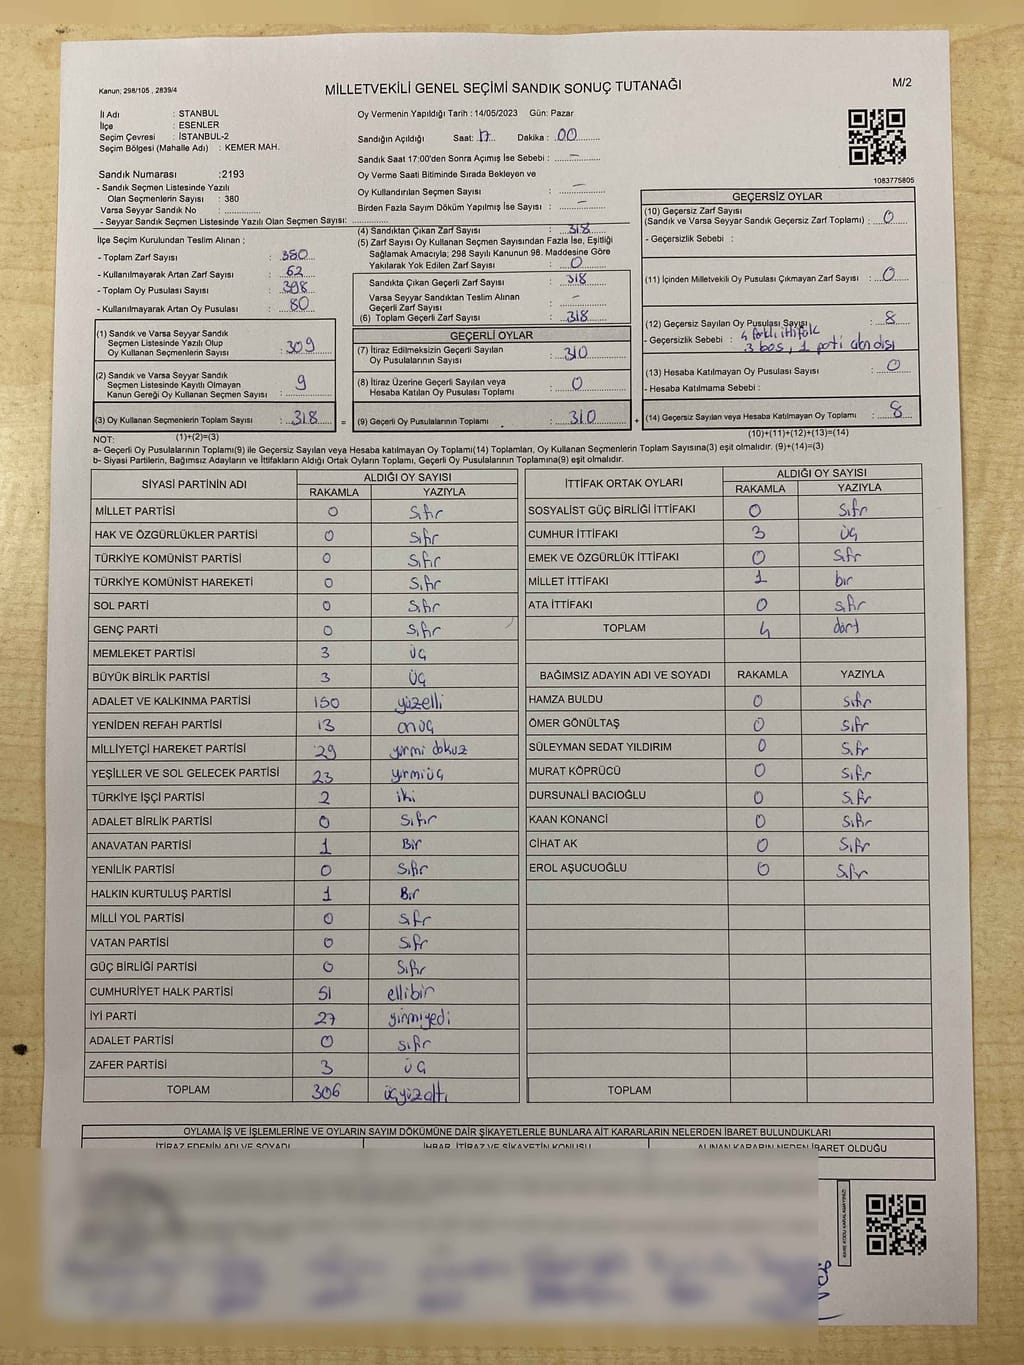 Kanun; 298/105 , 2839/4
MİLLETVEKİLİ GENEL SEÇİMİ SANDIK SONUÇ TUTANAĞI
M/2
İl Adı : STANBUL
İlçe : ESENLER
Seçim Çevresi : İSTANBUL-2
Seçim Bölgesi (Mahalle Adı) : KEMER MAH.
Sandık Numarası :2193
- Sandık Seçmen Listesinde Yazılı
Olan Seçmenlerin Sayısı : 380
Varsa Seyyar Sandık No :
- Seyyar Sandık Seçmen Listesinde Yazılı Olan Seçmen Sayısı:
Oy Vermenin Yapıldığı Tarih : 14/05/2023 Gün: Pazar
Sandığın Açıldığı Saat: 17 Dakika : 00
Sandık Saat 17:00'den Sonra Açımış İse Sebebi : –
Oy Verme Saati Bitiminde Sırada Bekleyen ve
Oy Kullandırılan Seçmen Sayısı : –
Birden Fazla Sayım Döküm Yapılmış İse Sayısı : –
1083775805
İlçe Seçim Kurulundan Teslim Alınan ;
- Toplam Zarf Sayısı : 380
- Kullanılmayarak Artan Zarf Sayısı : 62
- Toplam Oy Pusulası Sayısı : 398
- Kullanılmayarak Artan Oy Pusulası : 80
(1) Sandık ve Varsa Seyyar Sandık
Seçmen Listesinde Yazılı Olup
Oy Kullanan Seçmenlerin Sayısı : 309
(2) Sandık ve Varsa Seyyar Sandık
Seçmen Listesinde Kayıtlı Olmayan
Kanun Gereği Oy Kullanan Seçmen Sayısı : 9
(3) Oy Kullanan Seçmenlerin Toplam Sayısı : 318 =
(4) Sandıktan Çıkan Zarf Sayısı : 318
(5) Zarf Sayısı Oy Kullanan Seçmen Sayısından Fazla İse, Eşitliği
Sağlamak Amacıyla; 298 Sayılı Kanunun 98. Maddesine Göre
Yakılarak Yok Edilen Zarf Sayısı : 0
Sandıkta Çıkan Geçerli Zarf Sayısı : 318
Varsa Seyyar Sandıktan Teslim Alınan
Geçerli Zarf Sayısı : –
(6) Toplam Geçerli Zarf Sayısı : 318
GEÇERLİ OYLAR
(7) İtiraz Edilmeksizin Geçerli Sayılan
Oy Pusulalarının Sayısı : 310
(8) İtiraz Üzerine Geçerli Sayılan veya
Hesaba Katılan Oy Pusulası Toplamı : 0
(9) Geçerli Oy Pusulalarının Toplamı : 310 +
GEÇERSİZ OYLAR
(10) Geçersiz Zarf Sayısı
(Sandık ve Varsa Seyyar Sandık Geçersiz Zarf Toplamı) : 0
- Geçersizlik Sebebi :
(11) İçinden Milletvekili Oy Pusulası Çıkmayan Zarf Sayısı : 0
(12) Geçersiz Sayılan Oy Pusulası Sayısı : 8
- Geçersizlik Sebebi : 4 farklı ittifak
3 boş, 1 parti alındısı
(13) Hesaba Katılmayan Oy Pusulası Sayısı : 0
- Hesaba Katılmama Sebebi :
(14) Geçersiz Sayılan veya Hesaba Katılmayan Oy Toplamı : 8
NOT: (1)+(2)=(3)
(10)+(11)+(12)+(13)=(14)
a- Geçerli Oy Pusulalarının Toplamı(9) ile Geçersiz Sayılan veya Hesaba katılmayan Oy Toplamı(14) Toplamları, Oy Kullanan Seçmenlerin Toplam Sayısına(3) eşit olmalıdır. (9)+(14)=(3)
b- Siyasi Partilerin, Bağımsız Adayların ve İttifakların Aldığı Ortak Oyların Toplamı, Geçerli Oy Pusulalarının Toplamına(9) eşit olmalıdır.
SİYASİ PARTİNİN ADI ALDIĞI OY SAYISI
RAKAMLA YAZIYLA
MİLLET PARTİSİ 0 Sıfır
HAK VE ÖZGÜRLÜKLER PARTİSİ 0 Sıfır
TÜRKİYE KOMÜNİST PARTİSİ 0 Sıfır
TÜRKİYE KOMÜNİST HAREKETİ 0 Sıfır
SOL PARTİ 0 Sıfır
GENÇ PARTİ 0 Sıfır
MEMLEKET PARTİSİ 3 üç
BÜYÜK BİRLİK PARTİSİ 3 üç
ADALET VE KALKINMA PARTİSİ 150 yüzelli
YENİDEN REFAH PARTİSİ 13 onüç
MİLLİYETÇİ HAREKET PARTİSİ 29 yirmi dokuz
YEŞİLLER VE SOL GELECEK PARTİSİ 23 yirmiüç
TÜRKİYE İŞÇİ PARTİSİ 2 iki
ADALET BİRLİK PARTİSİ 0 Sıfır
ANAVATAN PARTİSİ 1 Bir
YENİLİK PARTİSİ 0 Sıfır
HALKIN KURTULUŞ PARTİSİ 1 Bir
MİLLİ YOL PARTİSİ 0 Sıfır
VATAN PARTİSİ 0 Sıfır
GÜÇ BİRLİĞİ PARTİSİ 0 Sıfır
CUMHURİYET HALK PARTİSİ 51 ellibir
İYİ PARTİ 27 yirmiyedi
ADALET PARTİSİ 0 sıfır
ZAFER PARTİSİ 3 üç
TOPLAM 306 üçyüzaltı
İTTİFAK ORTAK OYLARI ALDIĞI OY SAYISI
RAKAMLA YAZIYLA
SOSYALİST GÜÇ BİRLİĞİ İTTİFAKI 0 Sıfır
CUMHUR İTTİFAKI 3 üç
EMEK VE ÖZGÜRLÜK İTTİFAKI 0 Sıfır
MİLLET İTTİFAKI 1 bir
ATA İTTİFAKI 0 sıfır
TOPLAM 4 dört
BAĞIMSIZ ADAYIN ADI VE SOYADI RAKAMLA YAZIYLA
HAMZA BULDU 0 Sıfır
ÖMER GÖNÜLTAŞ 0 Sıfır
SÜLEYMAN SEDAT YILDIRIM 0 Sıfır
MURAT KÖPRÜCÜ 0 Sıfır
DURSUNALİ BACIOĞLU 0 Sıfır
KAAN KONANCİ 0 Sıfır
CİHAT AK 0 Sıfır
EROL AŞUCUOĞLU 0 Sıfır
TOPLAM
OYLAMA İŞ VE İŞLEMLERİNE VE OYLARIN SAYIM DÖKÜMÜNE DAİR ŞİKAYETLERLE BUNLARA AİT KARARLARIN NELERDEN İBARET BULUNDUKLARI
İTİRAZ EDENİN ADI VE SOYADI İHBAR, İTİRAZ VE ŞİKAYETİN KONUSU ALINAN KARARIN NEDEN İBARET OLDUĞU
KARE KODU KARALAMAYINIZ!